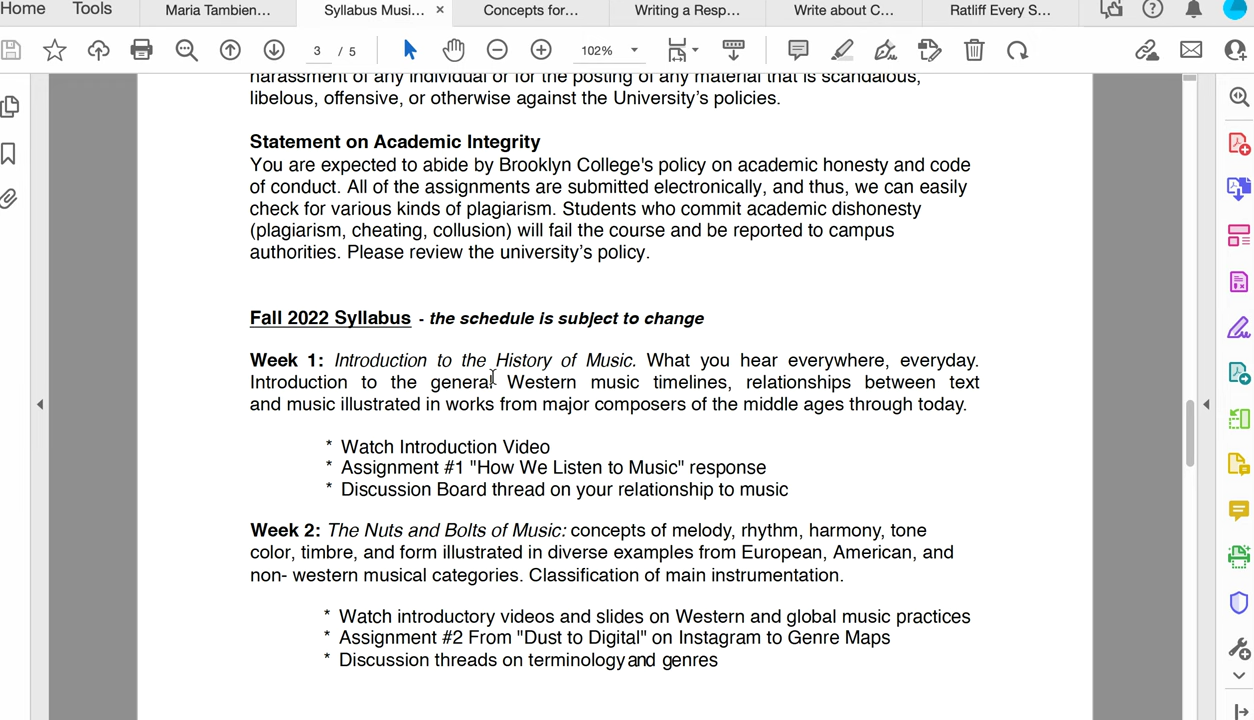 Home Tools Maria Tambien... Syllabus Musi... × Concepts for... Writing a Resp... Write about C... Ratliff Every S...
3 / 5 102%
harassment of any individual or for the posting of any material that is scandalous,
libelous, offensive, or otherwise against the University's policies.
Statement on Academic Integrity
You are expected to abide by Brooklyn College's policy on academic honesty and code
of conduct. All of the assignments are submitted electronically, and thus, we can easily
check for various kinds of plagiarism. Students who commit academic dishonesty
(plagiarism, cheating, collusion) will fail the course and be reported to campus
authorities. Please review the university's policy.
Fall 2022 Syllabus - the schedule is subject to change
Week 1: Introduction to the History of Music. What you hear everywhere, everyday.
Introduction to the general Western music timelines, relationships between text
and music illustrated in works from major composers of the middle ages through today.
* Watch Introduction Video
* Assignment #1 "How We Listen to Music" response
* Discussion Board thread on your relationship to music
Week 2: The Nuts and Bolts of Music: concepts of melody, rhythm, harmony, tone
color, timbre, and form illustrated in diverse examples from European, American, and
non- western musical categories. Classification of main instrumentation.
* Watch introductory videos and slides on Western and global music practices
* Assignment #2 From "Dust to Digital" on Instagram to Genre Maps
* Discussion threads on terminology and genres